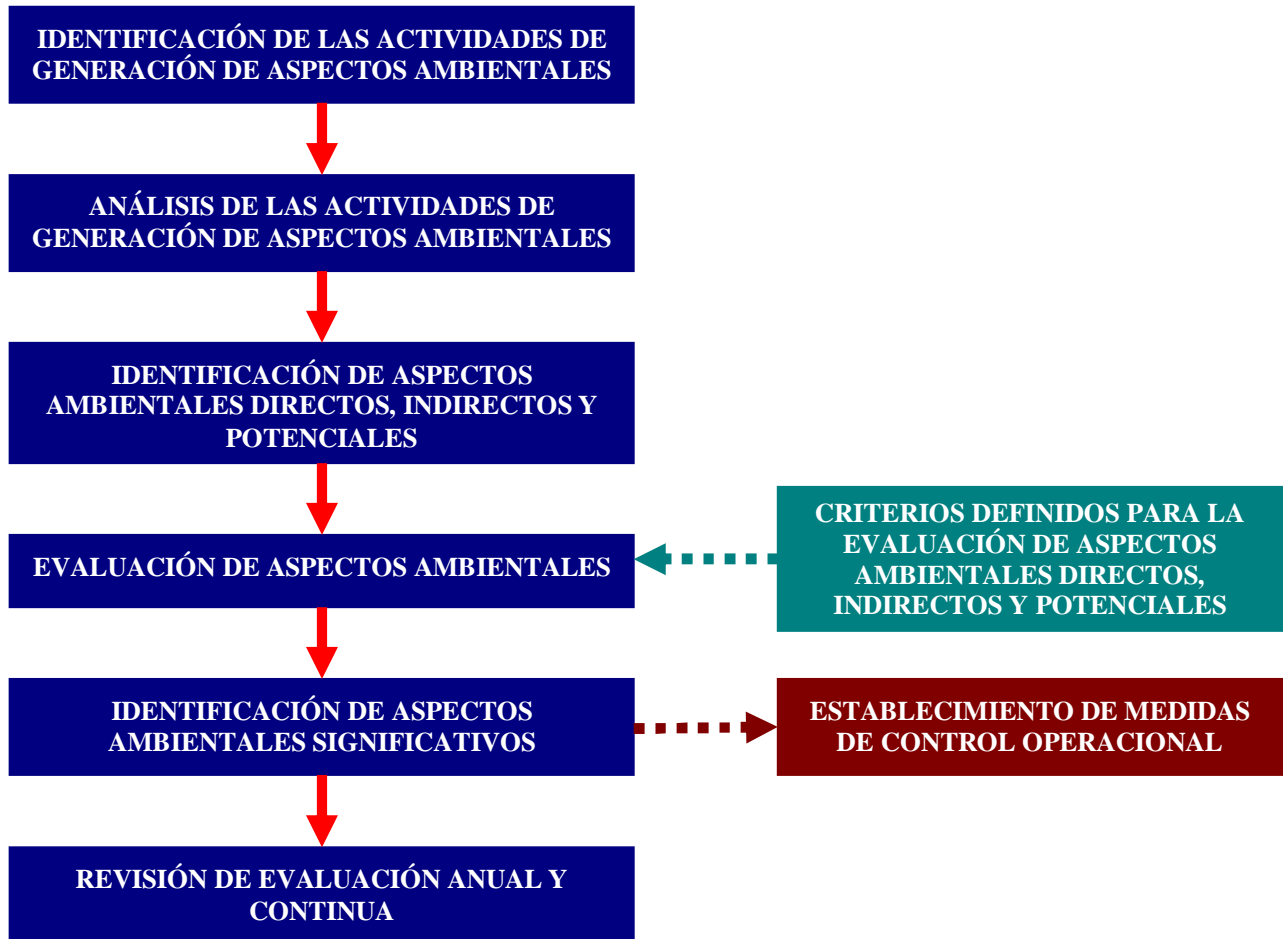 IDENTIFICACIÓN DE LAS ACTIVIDADES DE
GENERACIÓN DE ASPECTOS AMBIENTALES
ANÁLISIS DE LAS ACTIVIDADES DE
GENERACIÓN DE ASPECTOS AMBIENTALES
IDENTIFICACIÓN DE ASPECTOS
AMBIENTALES DIRECTOS, INDIRECTOS Y
POTENCIALES
EVALUACIÓN DE ASPECTOS AMBIENTALES
CRITERIOS DEFINIDOS PARA LA
EVALUACIÓN DE ASPECTOS
AMBIENTALES DIRECTOS,
INDIRECTOS Y POTENCIALES
IDENTIFICACIÓN DE ASPECTOS
AMBIENTALES SIGNIFICATIVOS
ESTABLECIMIENTO DE MEDIDAS
DE CONTROL OPERACIONAL
REVISIÓN DE EVALUACIÓN ANUAL Y
CONTINUA